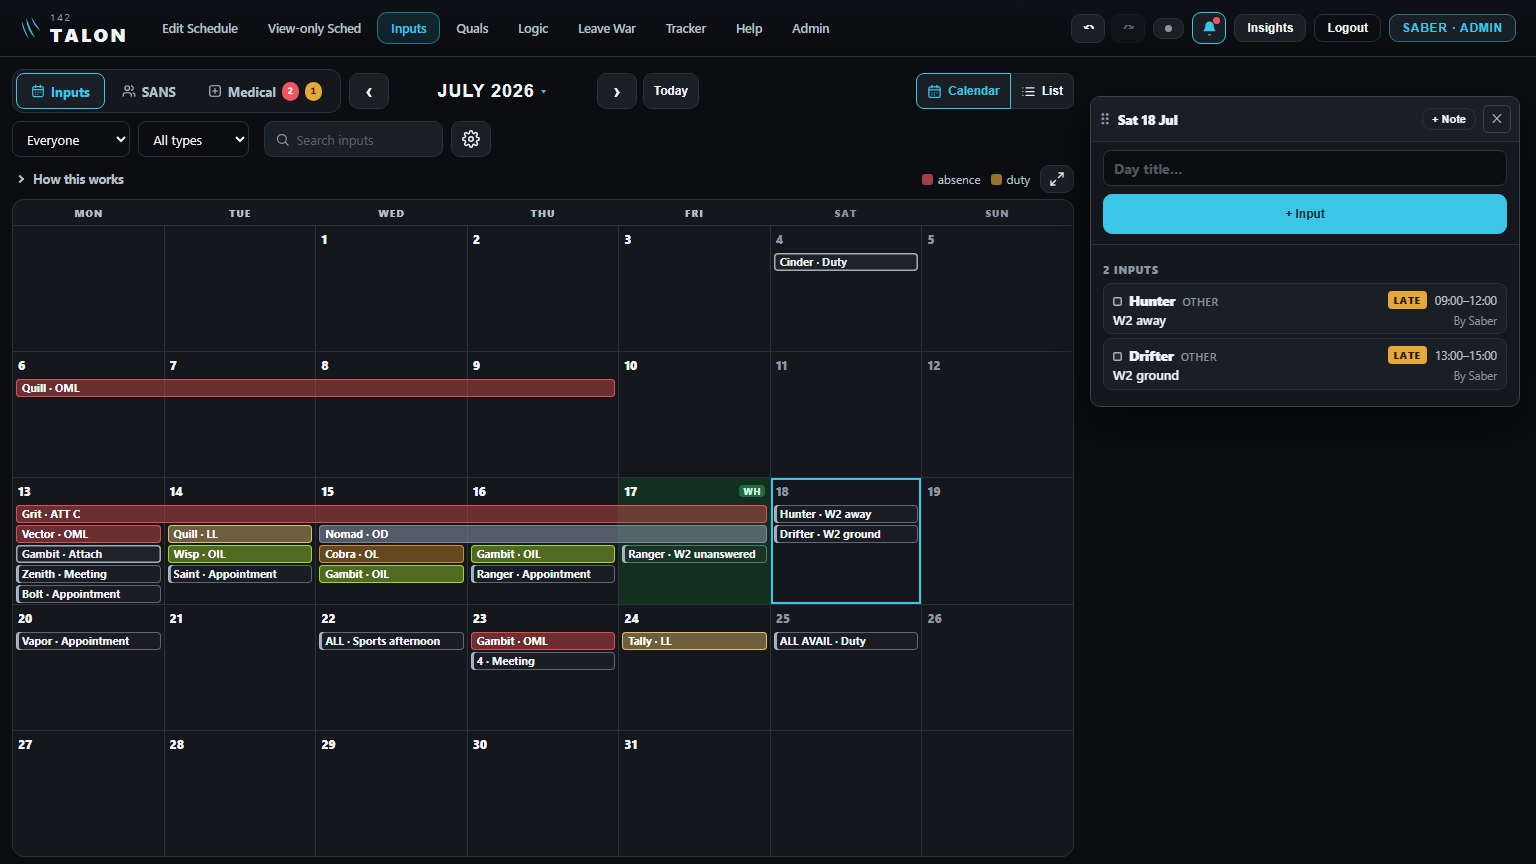 142
TALON
Edit Schedule
View-only Sched
Inputs
Quals
Logic
Leave War
Tracker
Help
Admin
Insights
Logout
SABER · ADMIN
Inputs
SANS
Medical 2 1
JULY 2026
Today
Calendar
List
Everyone
All types
Search inputs
How this works
absence
duty
MON TUE WED THU FRI SAT SUN
1 2 3 4 5
Cinder · Duty
6 7 8 9 10 11 12
Quill · OML
13 14 15 16 17 WH 18 19
Grit · ATT C
Hunter · W2 away
Vector · OML
Quill · LL
Nomad · OD
Drifter · W2 ground
Gambit · Attach
Wisp · OIL
Cobra · OL
Gambit · OIL
Ranger · W2 unanswered
Zenith · Meeting
Saint · Appointment
Gambit · OIL
Ranger · Appointment
Bolt · Appointment
20 21 22 23 24 25 26
Vapor · Appointment
ALL · Sports afternoon
Gambit · OML
Tally · LL
ALL AVAIL · Duty
4 · Meeting
27 28 29 30 31
Sat 18 Jul
+ Note
Day title...
+ Input
2 INPUTS
Hunter OTHER LATE 09:00–12:00
W2 away By Saber
Drifter OTHER LATE 13:00–15:00
W2 ground By Saber